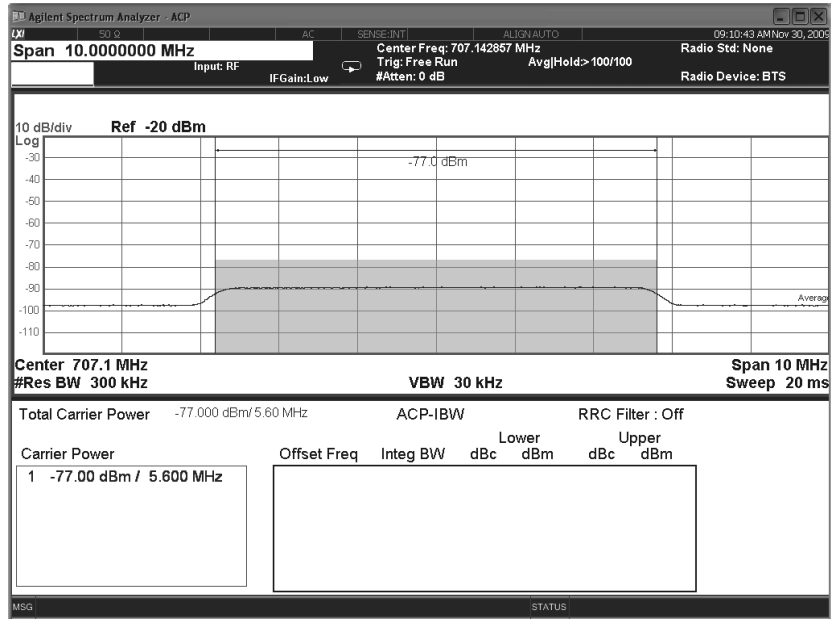 Agilent Spectrum Analyzer - ACP
LXI 50 Ω AC SENSE:INT ALIGN AUTO 09:10:43 AM Nov 30, 2009
Span 10.0000000 MHz
Input: RF
IFGain:Low
Center Freq: 707.142857 MHz
Trig: Free Run Avg|Hold:>100/100
#Atten: 0 dB
Radio Std: None
Radio Device: BTS
10 dB/div Ref -20 dBm
Log
-77.0 dBm
-30
-40
-50
-60
-70
-80
-90
Average
-100
-110
Center 707.1 MHz Span 10 MHz
#Res BW 300 kHz VBW 30 kHz Sweep 20 ms
Total Carrier Power -77.000 dBm/ 5.60 MHz ACP-IBW RRC Filter : Off
Lower Upper
Carrier Power Offset Freq Integ BW dBc dBm dBc dBm
1 -77.00 dBm / 5.600 MHz
MSG STATUS